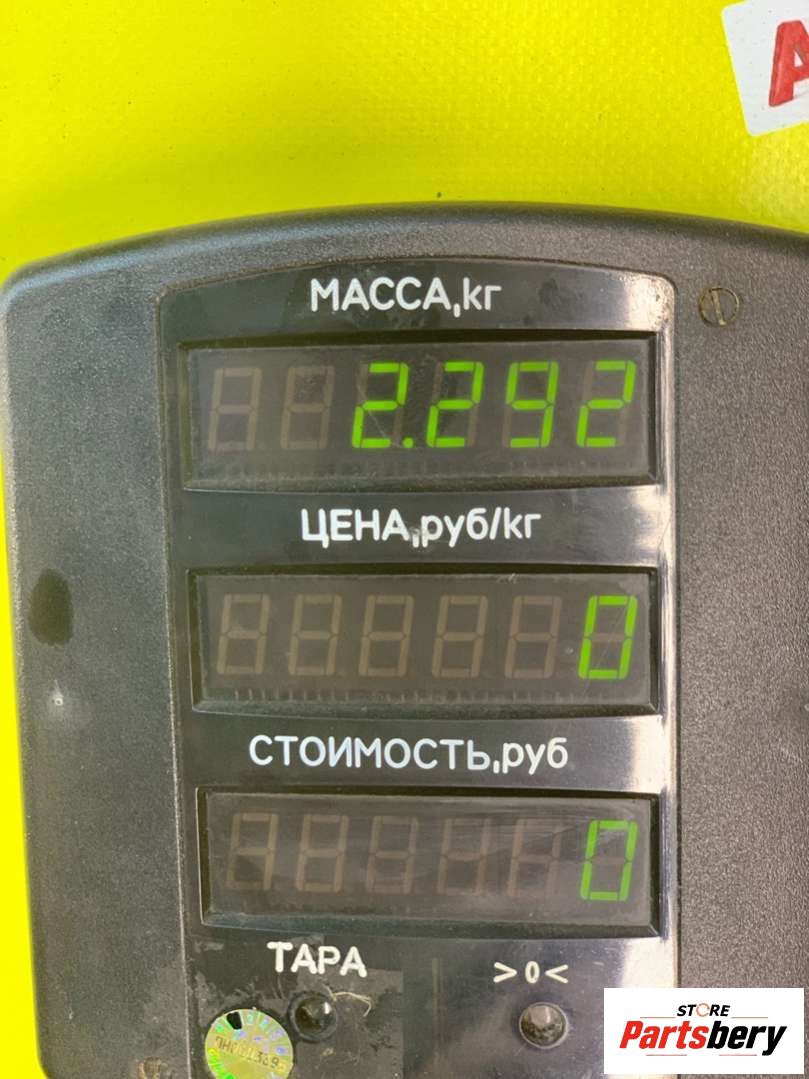 A
МАССА,кг
2.292
ЦЕНА,руб/кг
0
СТОИМОСТЬ,руб
0
ТАРА
>0<
STORE
Partsbery